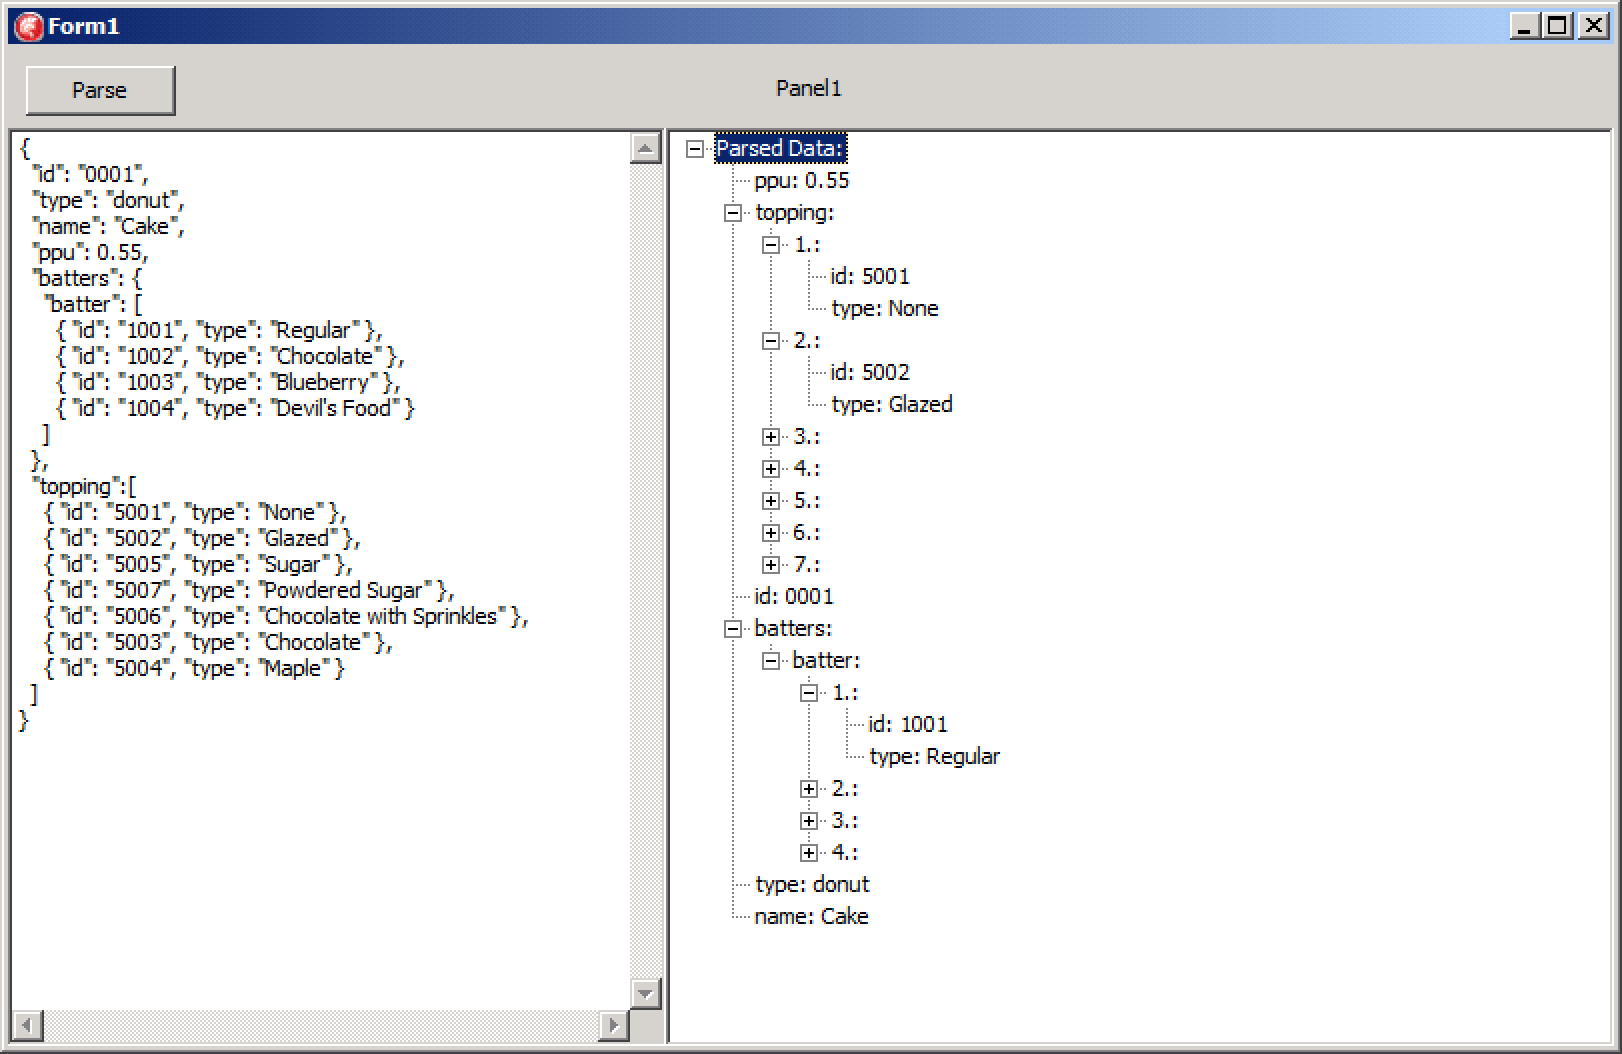 Form1
Parse
Panel1
{
"id": "0001",
"type": "donut",
"name": "Cake",
"ppu": 0.55,
"batters": {
"batter": [
{ "id": "1001", "type": "Regular" },
{ "id": "1002", "type": "Chocolate" },
{ "id": "1003", "type": "Blueberry" },
{ "id": "1004", "type": "Devil's Food" }
]
},
"topping":[
{ "id": "5001", "type": "None" },
{ "id": "5002", "type": "Glazed" },
{ "id": "5005", "type": "Sugar" },
{ "id": "5007", "type": "Powdered Sugar" },
{ "id": "5006", "type": "Chocolate with Sprinkles" },
{ "id": "5003", "type": "Chocolate" },
{ "id": "5004", "type": "Maple" }
]
}
Parsed Data:
ppu: 0.55
topping:
1.:
id: 5001
type: None
2.:
id: 5002
type: Glazed
3.:
4.:
5.:
6.:
7.:
id: 0001
batters:
batter:
1.:
id: 1001
type: Regular
2.:
3.:
4.:
type: donut
name: Cake